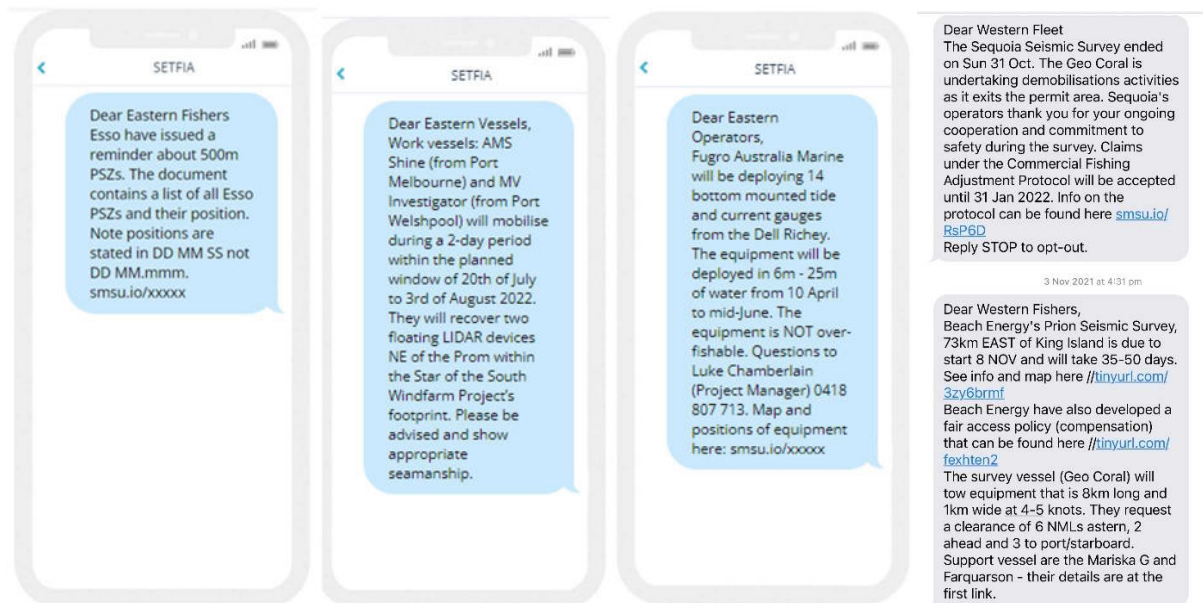 SETFIA
Dear Eastern Fishers
Esso have issued a
reminder about 500m
PSZs. The document
contains a list of all Esso
PSZs and their position.
Note positions are
stated in DD MM SS not
DD MM.mmm.
smsu.io/xxxxx
SETFIA
Dear Eastern Vessels,
Work vessels: AMS
Shine (from Port
Melbourne) and MV
Investigator (from Port
Welshpool) will mobilise
during a 2-day period
within the planned
window of 20th of July
to 3rd of August 2022.
They will recover two
floating LIDAR devices
NE of the Prom within
the Star of the South
Windfarm Project's
footprint. Please be
advised and show
appropriate
seamanship.
SETFIA
Dear Eastern
Operators,
Fugro Australia Marine
will be deploying 14
bottom mounted tide
and current gauges
from the Dell Richey.
The equipment will be
deployed in 6m - 25m
of water from 10 April
to mid-June. The
equipment is NOT over-
fishable. Questions to
Luke Chamberlain
(Project Manager) 0418
807 713. Map and
positions of equipment
here: smsu.io/xxxxx
Dear Western Fleet
The Sequoia Seismic Survey ended
on Sun 31 Oct. The Geo Coral is
undertaking demobilisations activities
as it exits the permit area. Sequoia's
operators thank you for your ongoing
cooperation and commitment to
safety during the survey. Claims
under the Commercial Fishing
Adjustment Protocol will be accepted
until 31 Jan 2022. Info on the
protocol can be found here smsu.io/
RsP6D
Reply STOP to opt-out.
3 Nov 2021 at 4:31 pm
Dear Western Fishers,
Beach Energy's Prion Seismic Survey,
73km EAST of King Island is due to
start 8 NOV and will take 35-50 days.
See info and map here //tinyurl.com/
3zy6brmf
Beach Energy have also developed a
fair access policy (compensation)
that can be found here //tinyurl.com/
fexhten2
The survey vessel (Geo Coral) will
tow equipment that is 8km long and
1km wide at 4-5 knots. They request
a clearance of 6 NMLs astern, 2
ahead and 3 to port/starboard.
Support vessel are the Mariska G and
Farquarson - their details are at the
first link.